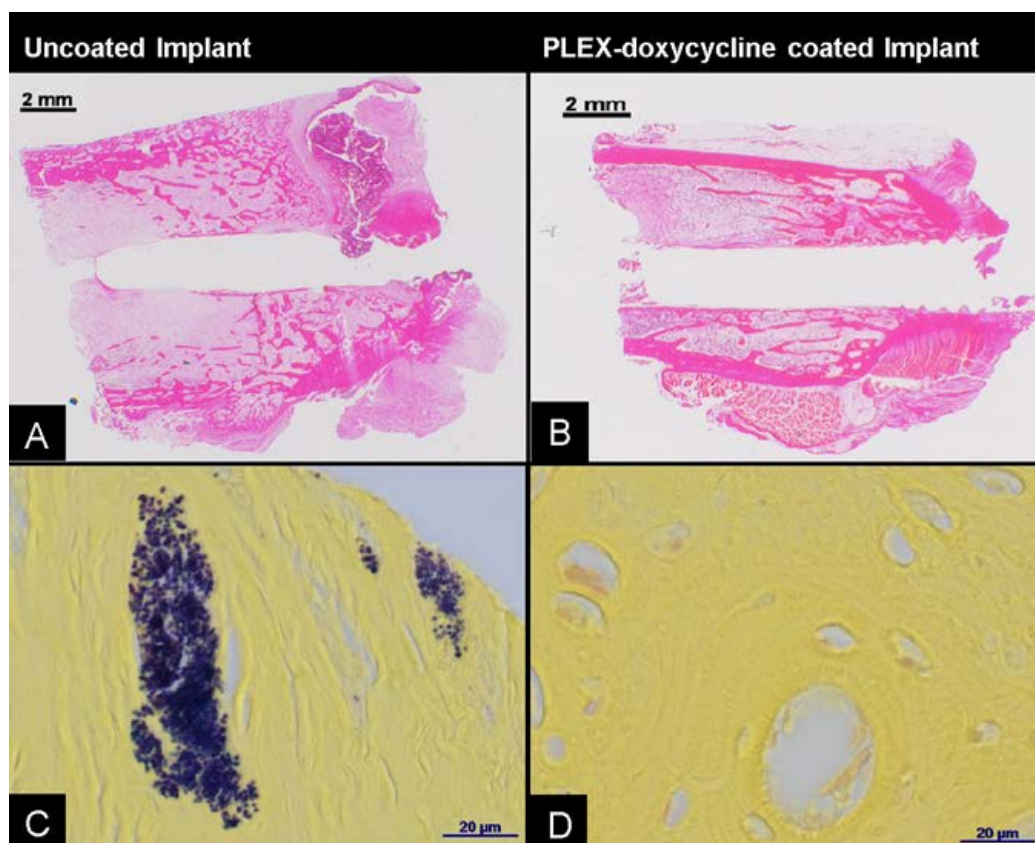 Uncoated Implant
PLEX-doxycycline coated Implant
2 mm
2 mm
A
B
20 µm
20 µm
C
D